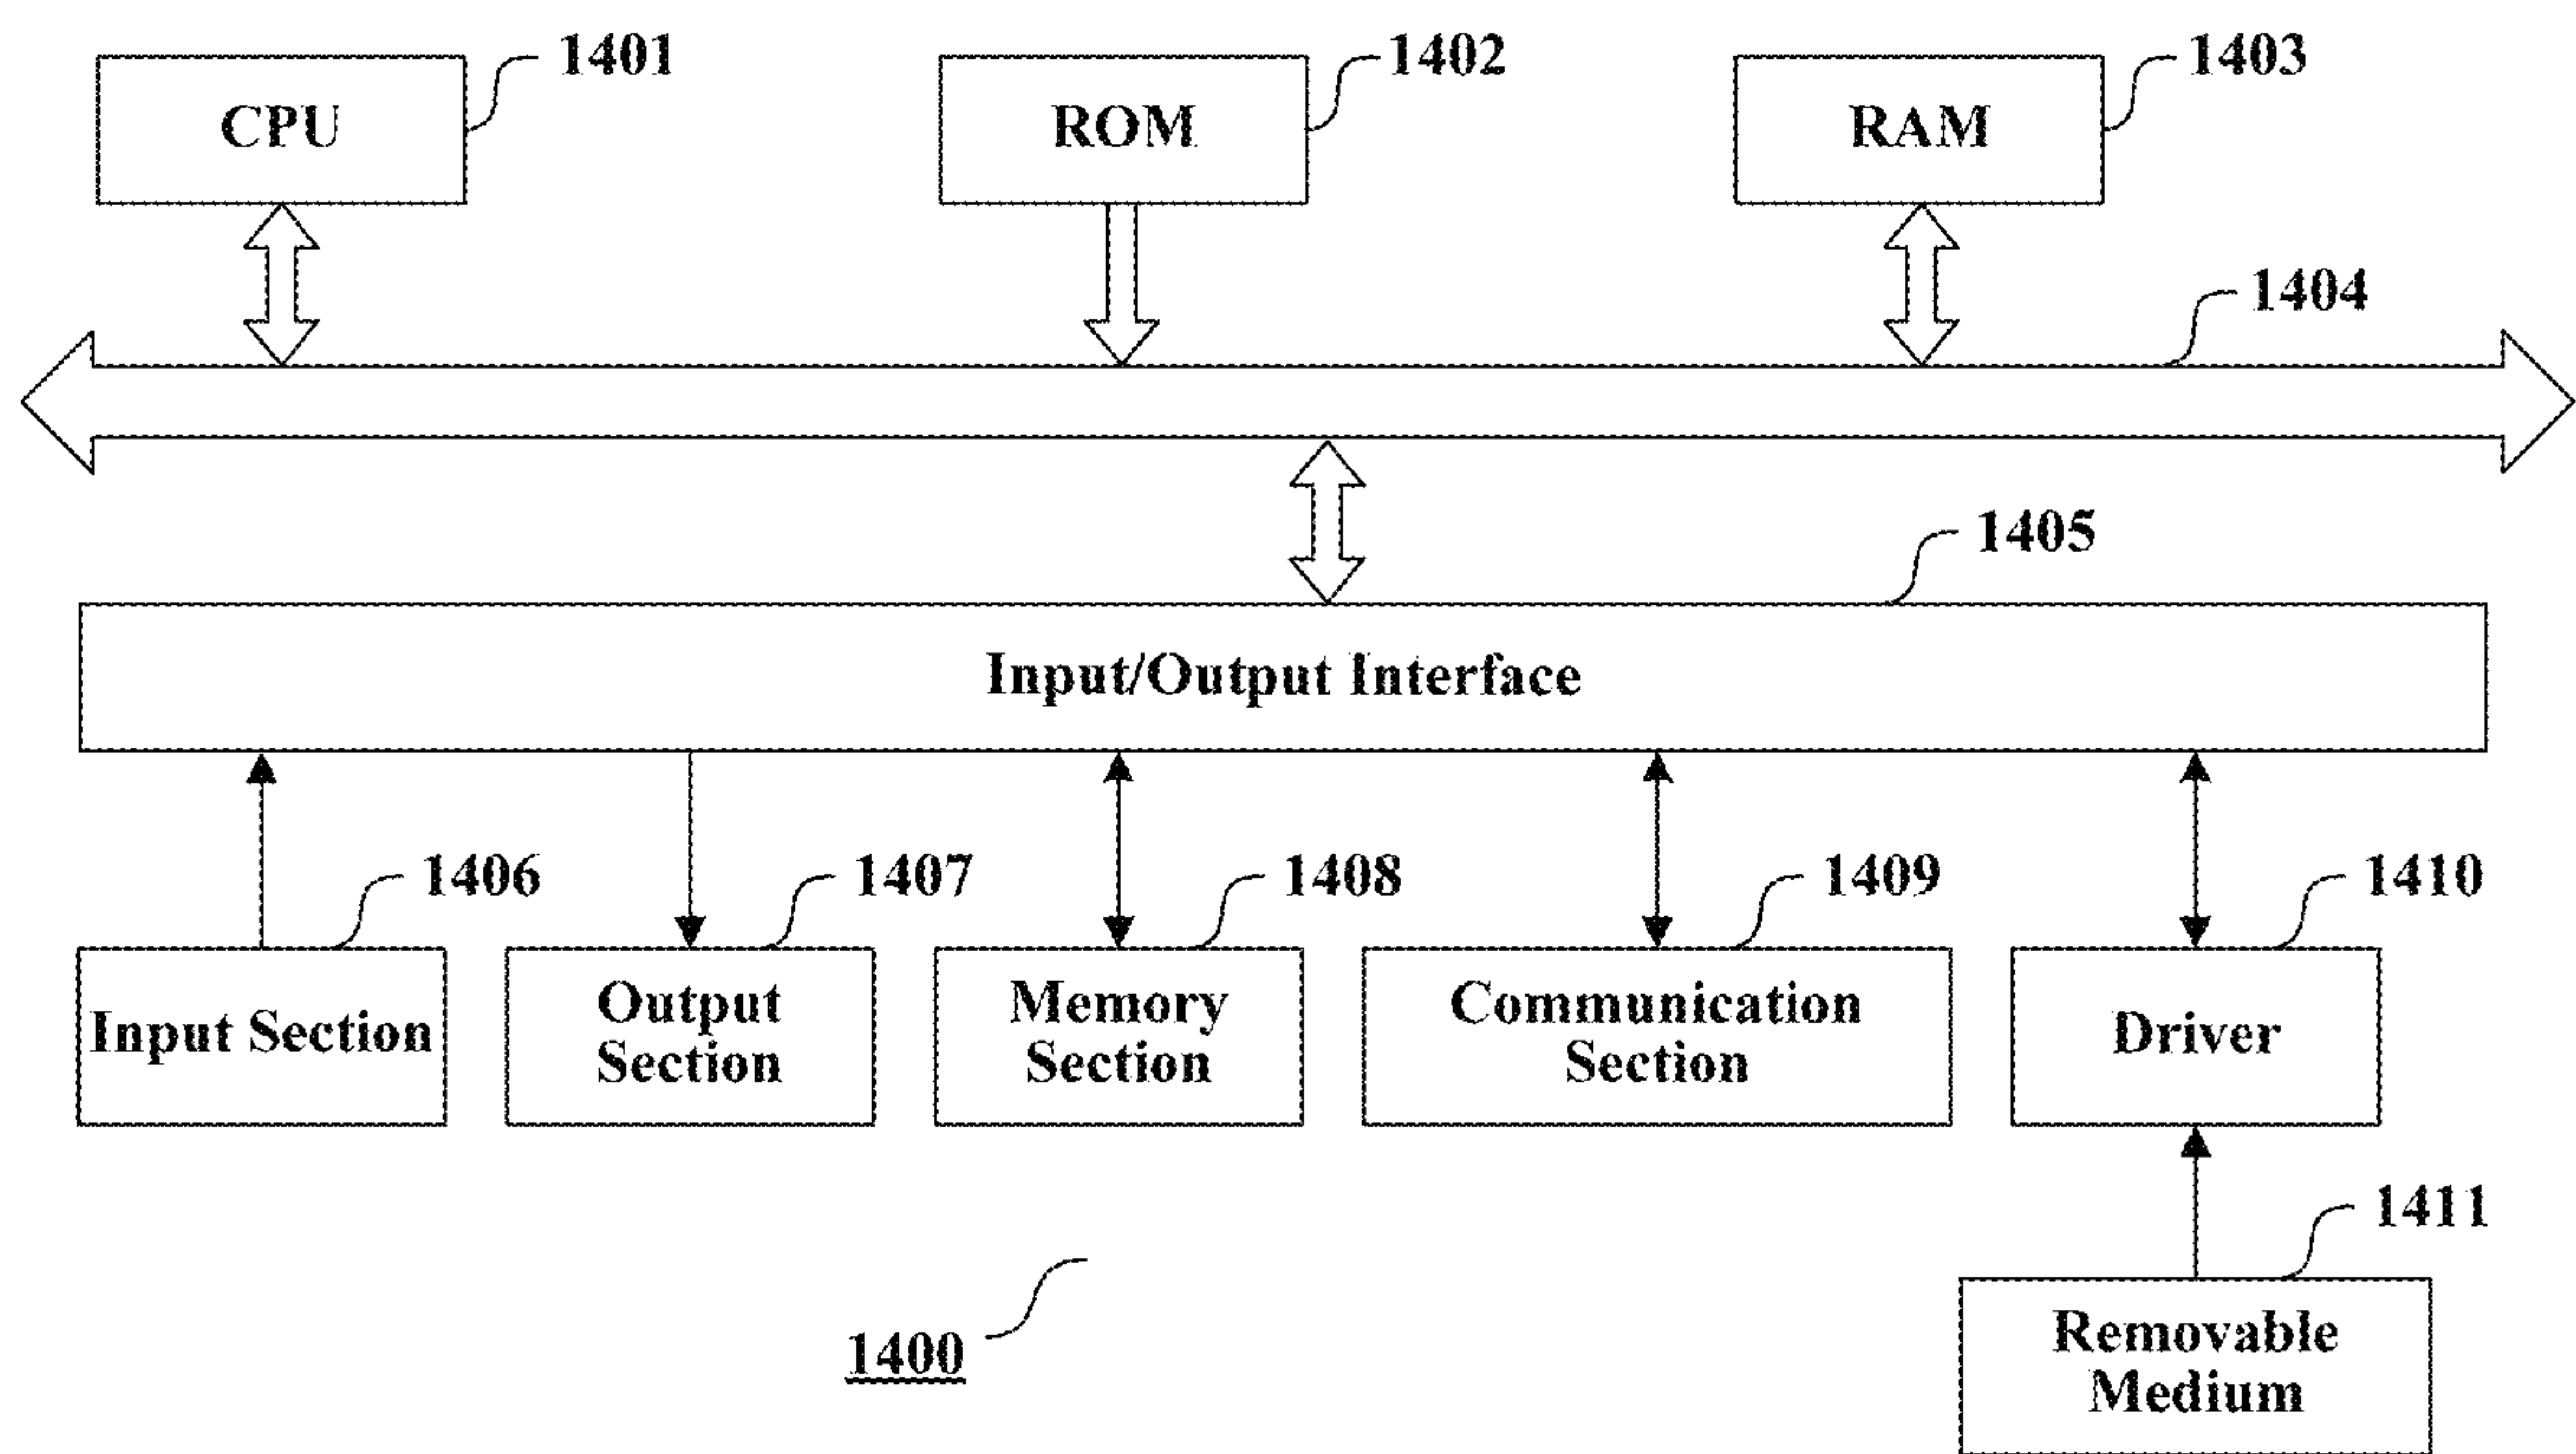 1401
1402
1403
CPU
ROM
RAM
1404
1405
Input/Output Interface
1406
1407
1408
1409
1410
Input Section
Output
Section
Memory
Section
Communication
Section
Driver
1411
1400
Removable
Medium